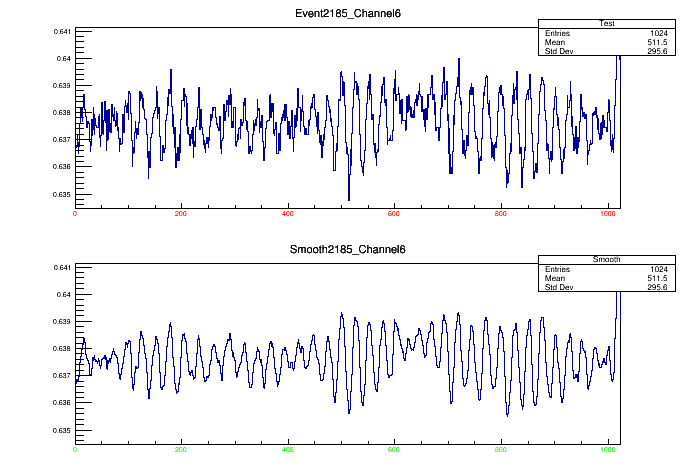 Event2185_Channel6
Test
Entries 1024
Mean 511.5
Std Dev 295.6
0.641
0.64
0.639
0.638
0.637
0.636
0.635
0 200 400 600 800 1000
Smooth2185_Channel6
Smooth
Entries 1024
Mean 511.5
Std Dev 295.6
0.641
0.64
0.639
0.638
0.637
0.636
0.635
0 200 400 600 800 1000